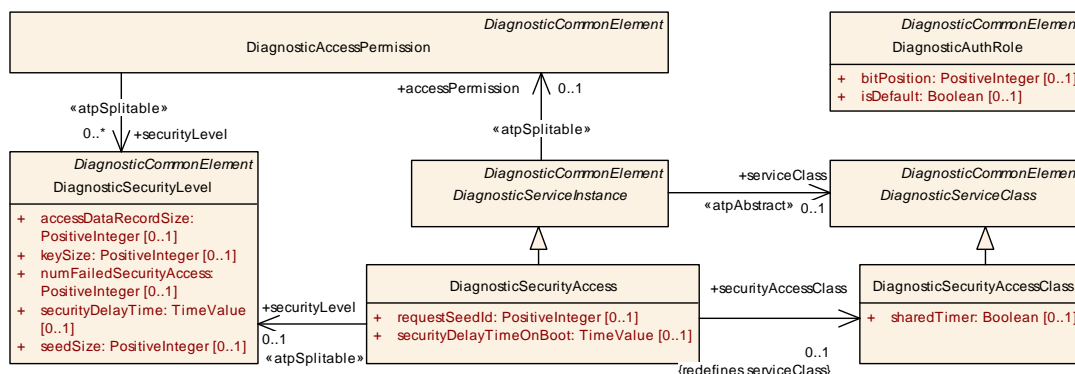 DiagnosticCommonElement
DiagnosticAccessPermission
DiagnosticCommonElement
DiagnosticAuthRole
+ bitPosition: PositiveInteger [0..1]
+ isDefault: Boolean [0..1]
«atpSplitable»
0..*
+securityLevel
+accessPermission
0..1
«atpSplitable»
DiagnosticCommonElement
DiagnosticSecurityLevel
+ accessDataRecordSize:
PositiveInteger [0..1]
+ keySize: PositiveInteger [0..1]
+ numFailedSecurityAccess:
PositiveInteger [0..1]
+ securityDelayTime: TimeValue
[0..1]
+ seedSize: PositiveInteger [0..1]
DiagnosticCommonElement
DiagnosticServiceInstance
+serviceClass
«atpAbstract»
0..1
DiagnosticCommonElement
DiagnosticServiceClass
+securityLevel
0..1
«atpSplitable»
DiagnosticSecurityAccess
+ requestSeedId: PositiveInteger [0..1]
+ securityDelayTimeOnBoot: TimeValue [0..1]
+securityAccessClass
0..1
{redefines serviceClass}
DiagnosticSecurityAccessClass
+ sharedTimer: Boolean [0..1]